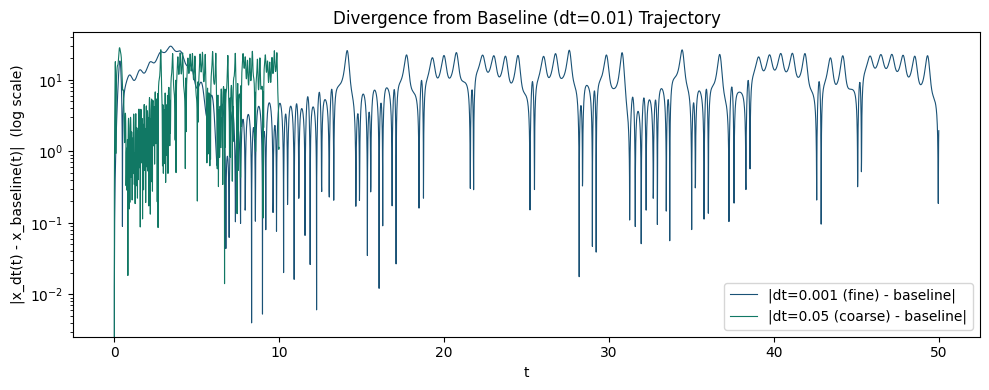 Divergence from Baseline (dt=0.01) Trajectory
|x_dt(t) - x_baseline(t)| (log scale)
10¹
10⁰
10⁻¹
10⁻²
|dt=0.001 (fine) - baseline|
|dt=0.05 (coarse) - baseline|
0 10 20 30 40 50
t